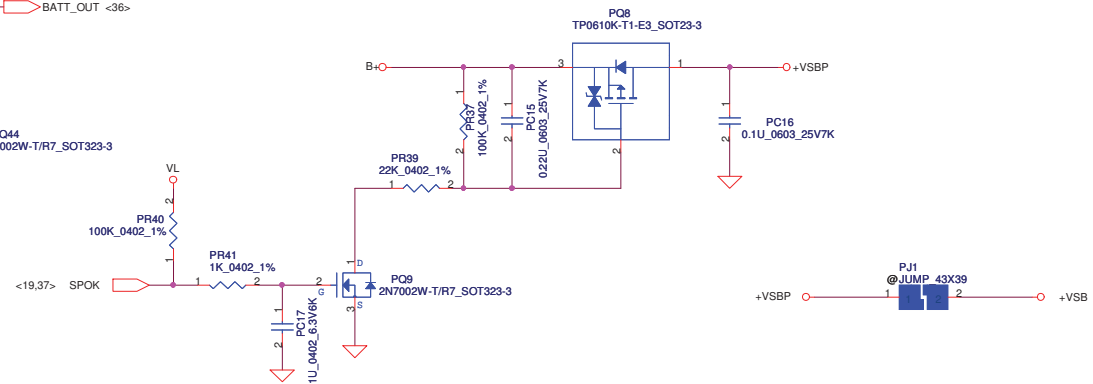 BATT_OUT <36>
PQ8
TP0610K-T1-E3_SOT23-3
B+
3
1
+VSBP
1
PR37
100K_0402_1%
2
1
PC15
0.22U_0603_25V7K
2
1
PC16
0.1U_0603_25V7K
2
Q44
002W-T/R7_SOT323-3
2
PR39
22K_0402_1%
1
2
VL
2
PR40
100K_0402_1%
1
PR41
1K_0402_1%
<19,37>
SPOK
1
2
2
G
1
D
PQ9
2N7002W-T/R7_SOT323-3
S
3
1
PC17
1U_0402_6.3V6K
2
PJ1
@JUMP_43X39
+VSBP
1
1
2
2
+VSB